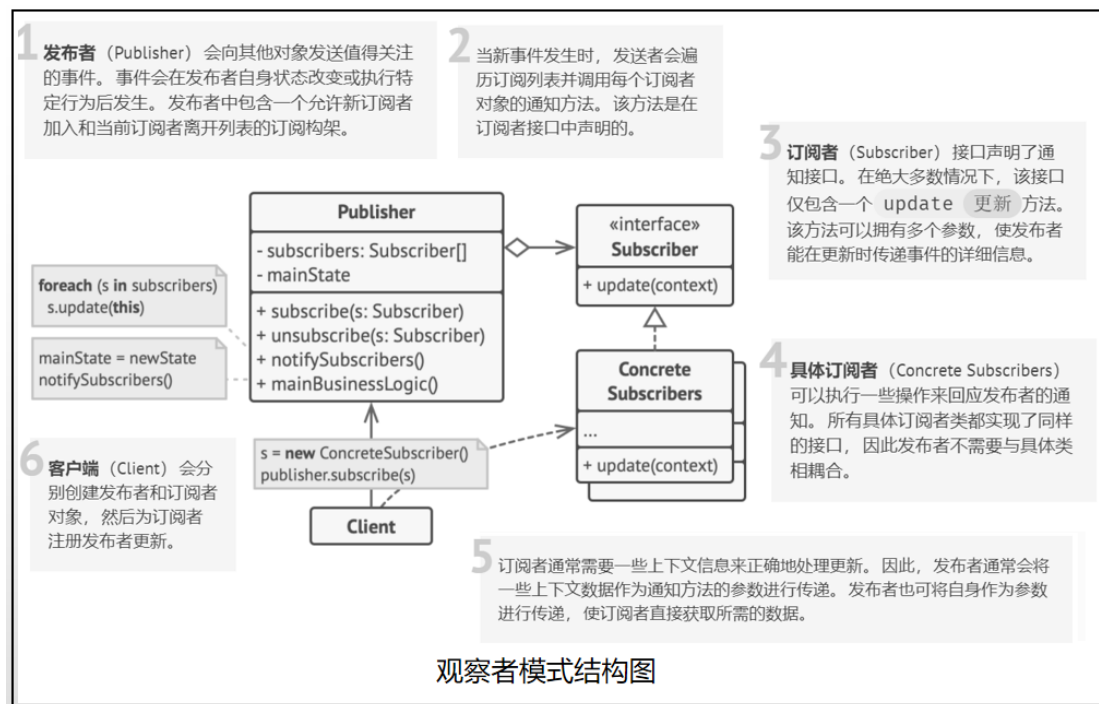 1
发布者（Publisher）会向其他对象发送值得关注
的事件。事件会在发布者自身状态改变或执行特
定行为后发生。发布者中包含一个允许新订阅者
加入和当前订阅者离开列表的订阅构架。
2
当新事件发生时，发送者会遍
历订阅列表并调用每个订阅者
对象的通知方法。该方法是在
订阅者接口中声明的。
3
订阅者（Subscriber）接口声明了通
知接口。在绝大多数情况下，该接口
仅包含一个 update 更新 方法。
该方法可以拥有多个参数，使发布者
能在更新时传递事件的详细信息。
Publisher
- subscribers: Subscriber[]
- mainState
+ subscribe(s: Subscriber)
+ unsubscribe(s: Subscriber)
+ notifySubscribers()
+ mainBusinessLogic()
«interface»
Subscriber
+ update(context)
foreach (s in subscribers)
s.update(this)
mainState = newState
notifySubscribers()
Concrete
Subscribers
...
+ update(context)
4
具体订阅者（Concrete Subscribers）
可以执行一些操作来回应发布者的通
知。所有具体订阅者类都实现了同样
的接口，因此发布者不需要与具体类
相耦合。
s = new ConcreteSubscriber()
publisher.subscribe(s)
Client
6
客户端（Client）会分
别创建发布者和订阅者
对象，然后为订阅者
注册发布者更新。
5
订阅者通常需要一些上下文信息来正确地处理更新。因此，发布者通常会将
一些上下文数据作为通知方法的参数进行传递。发布者也可将自身作为参数
进行传递，使订阅者直接获取所需的数据。
观察者模式结构图